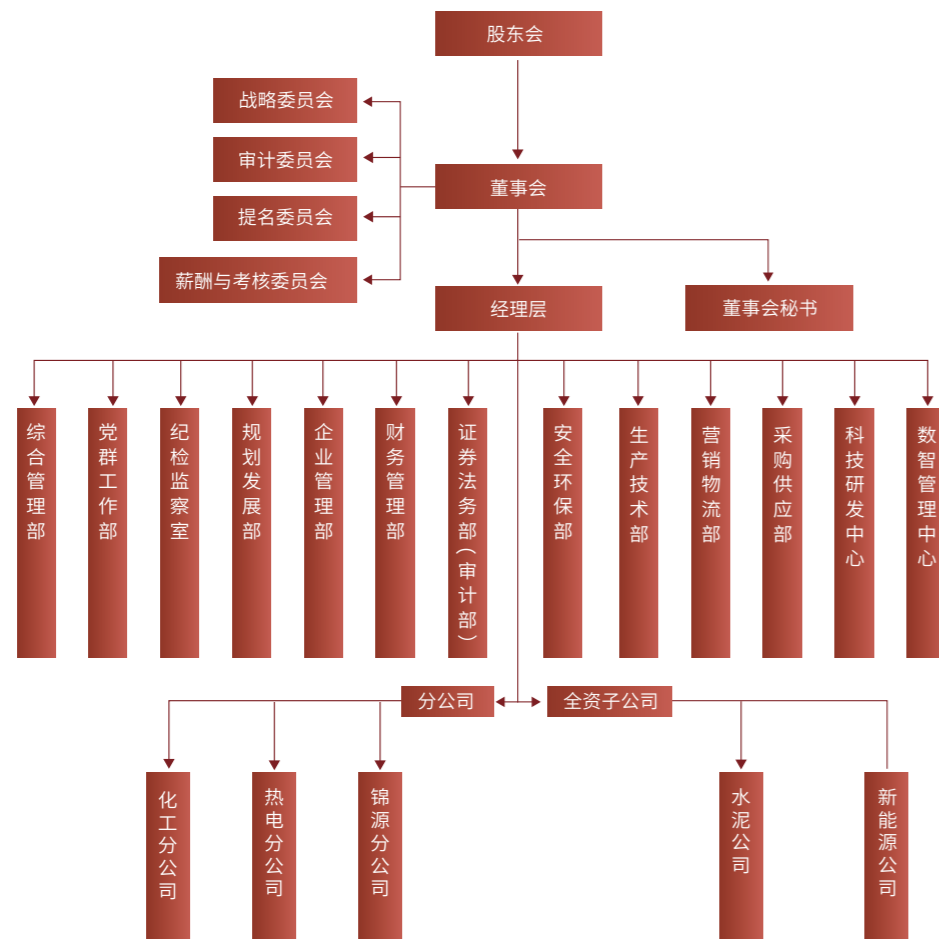 股东会
战略委员会
审计委员会
董事会
提名委员会
薪酬与考核委员会
经理层
董事会秘书
综合管理部
党群工作部
纪检监察室
规划发展部
企业管理部
财务管理部
证券法务部(审计部)
安全环保部
生产技术部
营销物流部
采购供应部
科技研发中心
数智管理中心
分公司
全资子公司
化工分公司
热电分公司
锦源分公司
水泥公司
新能源公司